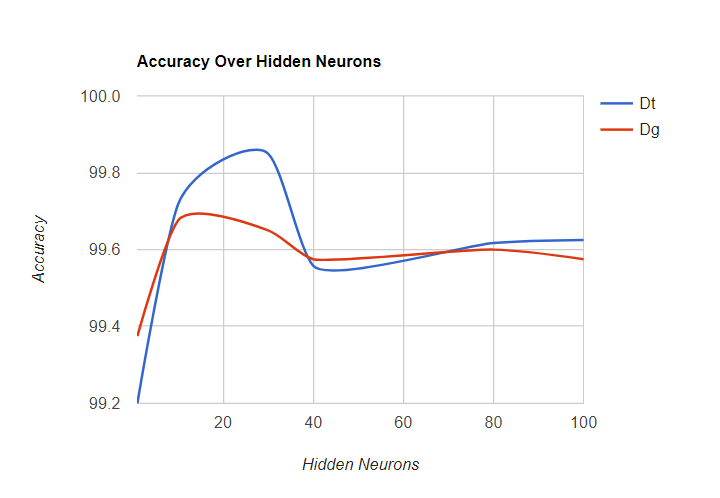 Accuracy Over Hidden Neurons
100.0
99.8
99.6
99.4
99.2
Accuracy
20 40 60 80 100
Hidden Neurons
Dt
Dg